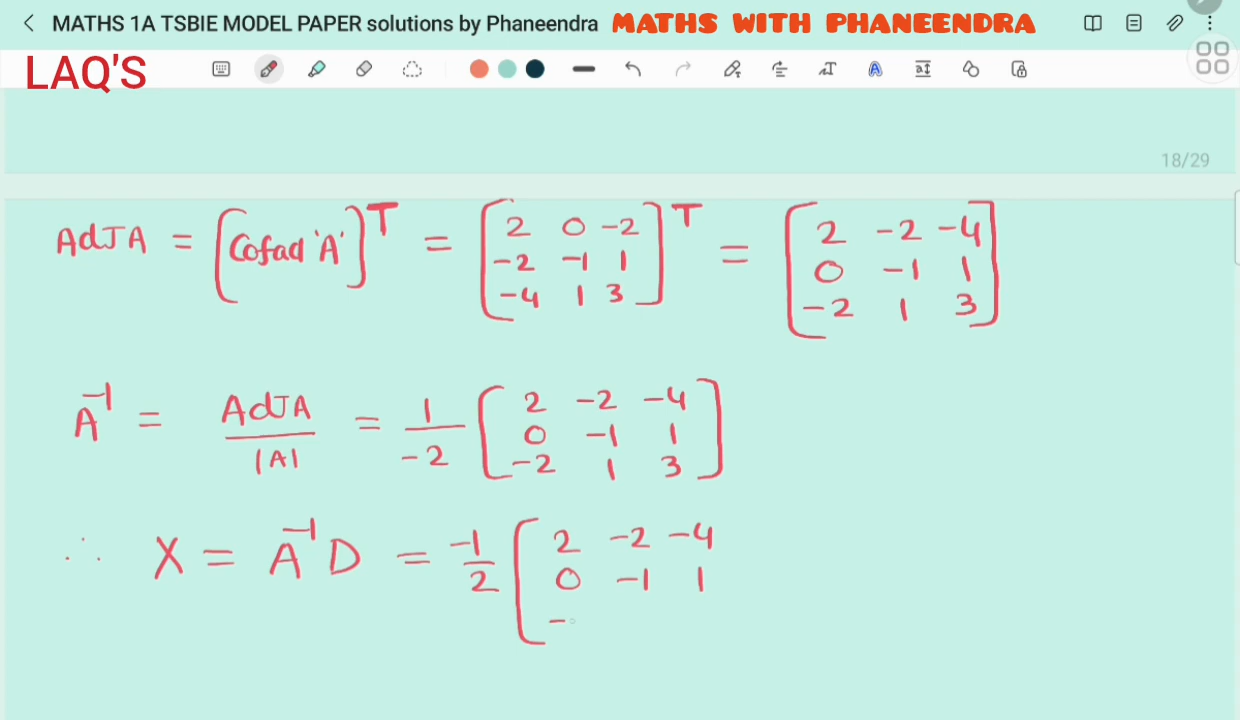 MATHS 1A TSBIE MODEL PAPER solutions by Phaneendra MATHS WITH PHANEENDRA
LAQ'S
18/29
AdJA = [Cofad 'A']^T = [2 0 -2
-2 -1 1
-4 1 3]^T = [2 -2 -4
0 -1 1
-2 1 3]
A^-1 = AdJA / |A| = 1 / -2 [2 -2 -4
0 -1 1
-2 1 3]
∴ X = A^-1 D = -1 / 2 [2 -2 -4
0 -1 1
-